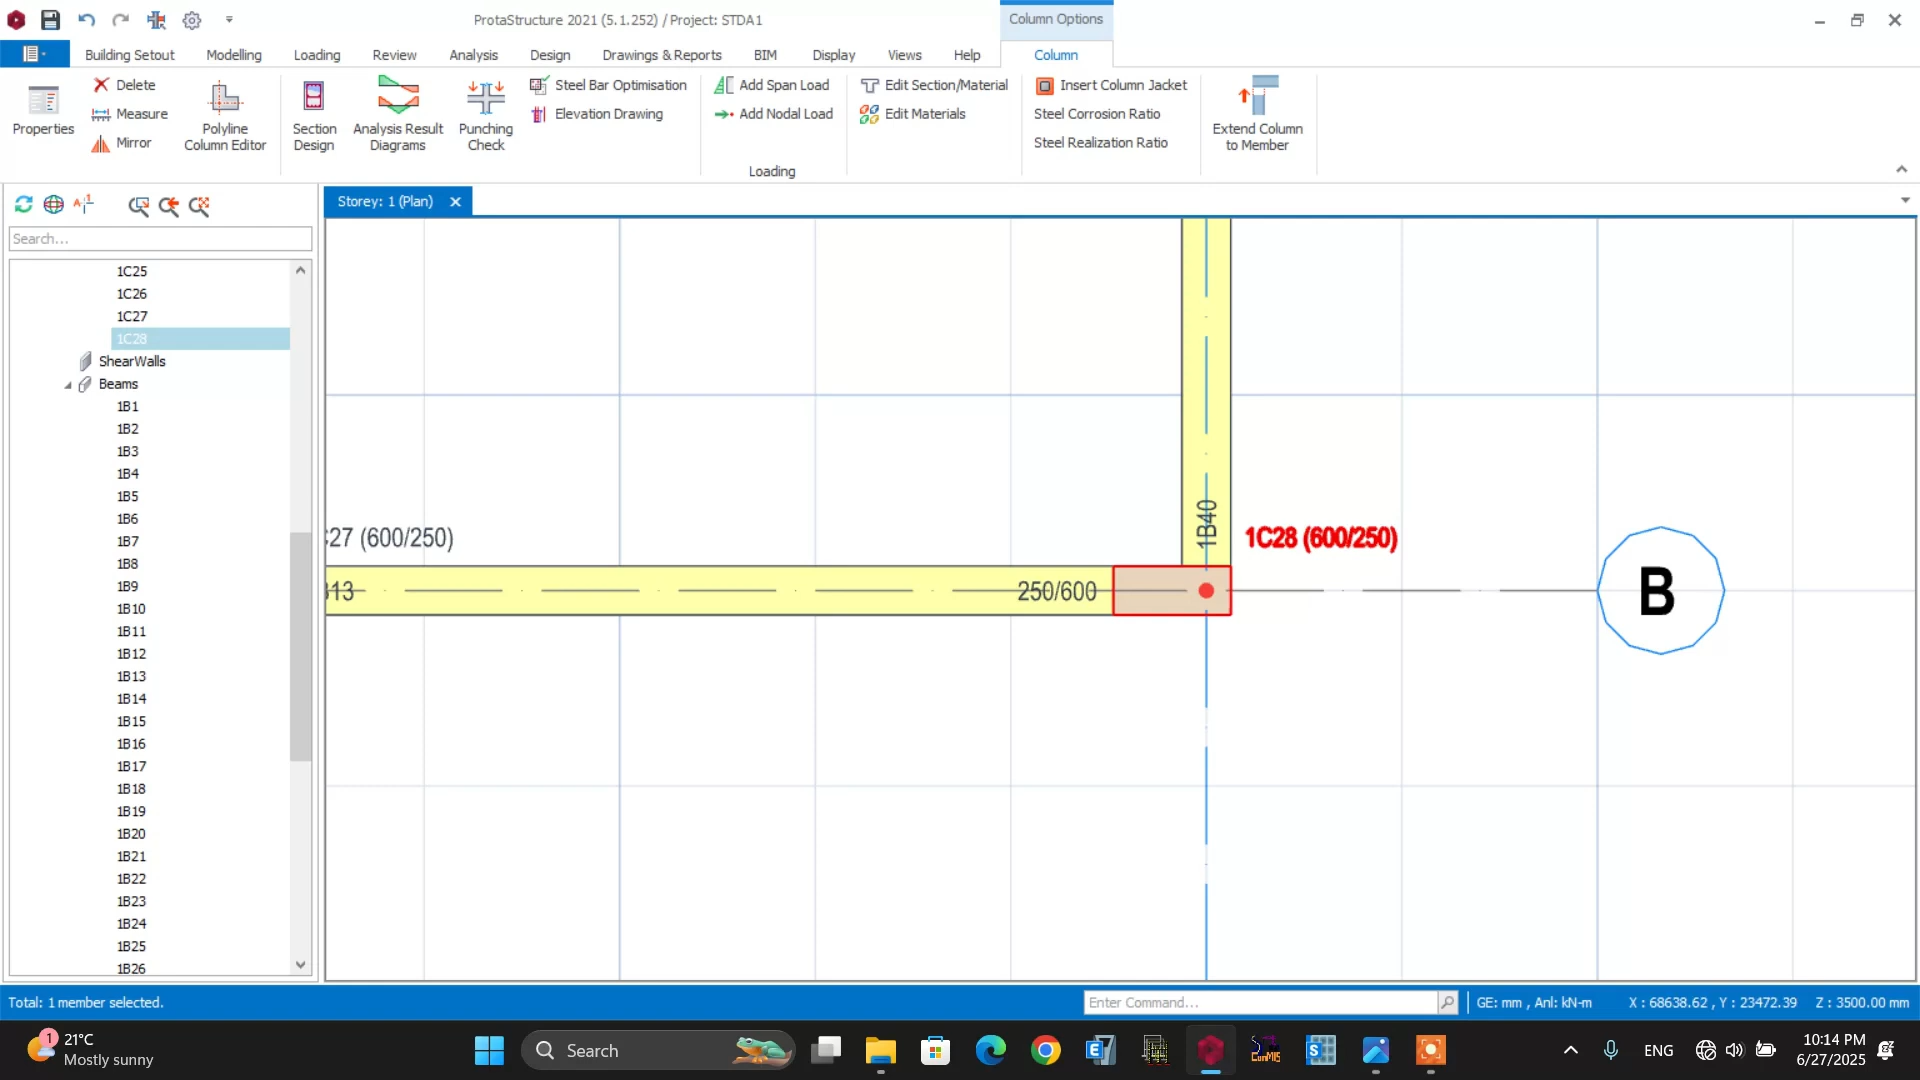 ProtaStructure 2021 (5.1.252) / Project: STDA1
Column Options
Building Setout
Modelling
Loading
Review
Analysis
Design
Drawings & Reports
BIM
Display
Views
Help
Column
Properties
Delete
Measure
Mirror
Polyline
Column Editor
Section
Design
Analysis Result
Diagrams
Punching
Check
Steel Bar Optimisation
Elevation Drawing
Add Span Load
Add Nodal Load
Loading
Edit Section/Material
Edit Materials
Insert Column Jacket
Steel Corrosion Ratio
Steel Realization Ratio
Extend Column
to Member
Storey: 1 (Plan)
Search...
1C25
1C26
1C27
1C28
ShearWalls
Beams
1B1
1B2
1B3
1B4
1B5
1B6
1B7
1B8
1B9
1B10
1B11
1B12
1B13
1B14
1B15
1B16
1B17
1B18
1B19
1B20
1B21
1B22
1B23
1B24
1B25
1B26
27 (600/250)
13
250/600
1B40
1C28 (600/250)
B
Total: 1 member selected.
Enter Command...
GE: mm , Anl: kN-m
X : 68638.62 , Y : 23472.39
Z : 3500.00 mm
1
21°C
Mostly sunny
Search
ENG
10:14 PM
6/27/2025